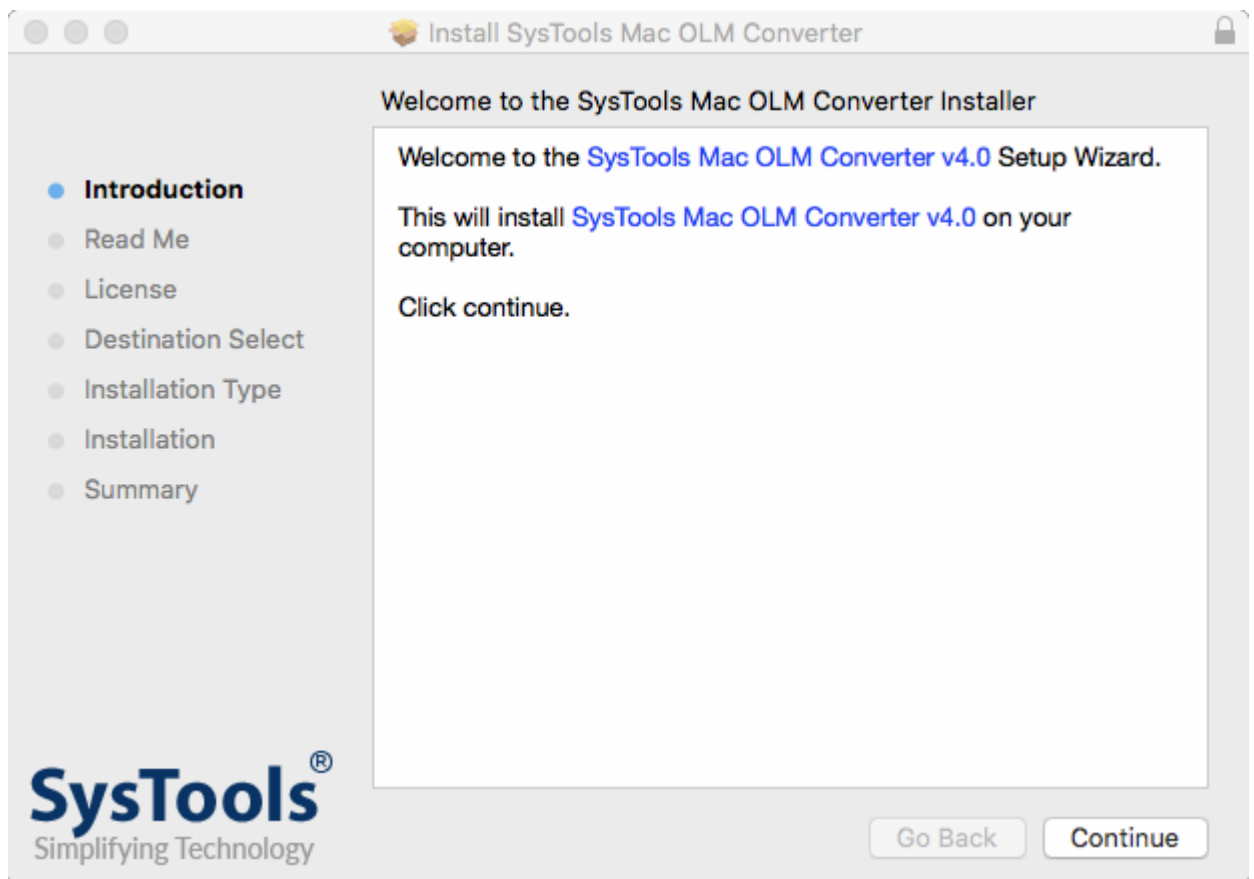 Install SysTools Mac OLM Converter
Welcome to the SysTools Mac OLM Converter Installer
Introduction
Read Me
License
Destination Select
Installation Type
Installation
Summary
Welcome to the SysTools Mac OLM Converter v4.0 Setup Wizard.
This will install SysTools Mac OLM Converter v4.0 on your
computer.
Click continue.
SysTools®
Simplifying Technology
Go Back
Continue